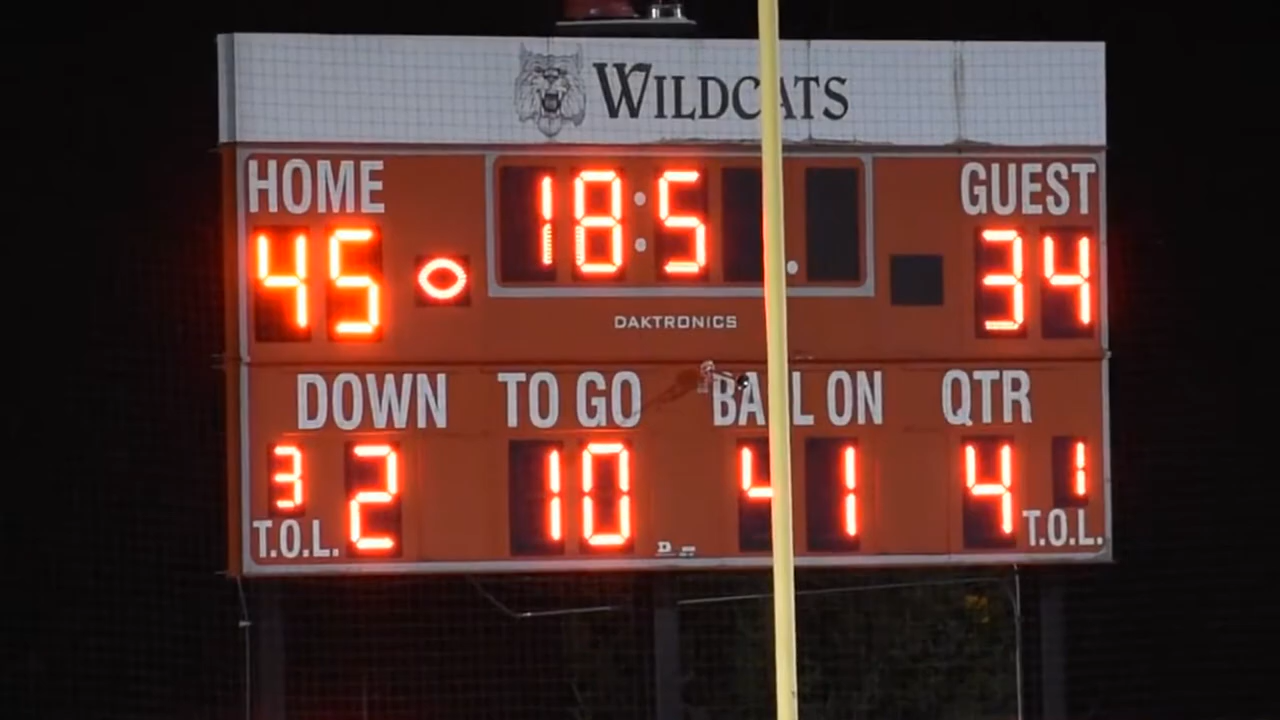 WILDCATS
HOME 18:5 GUEST
45 34
DAKTRONICS
DOWN TO GO BALL ON QTR
3 2 10 41 4 1
T.O.L. T.O.L.